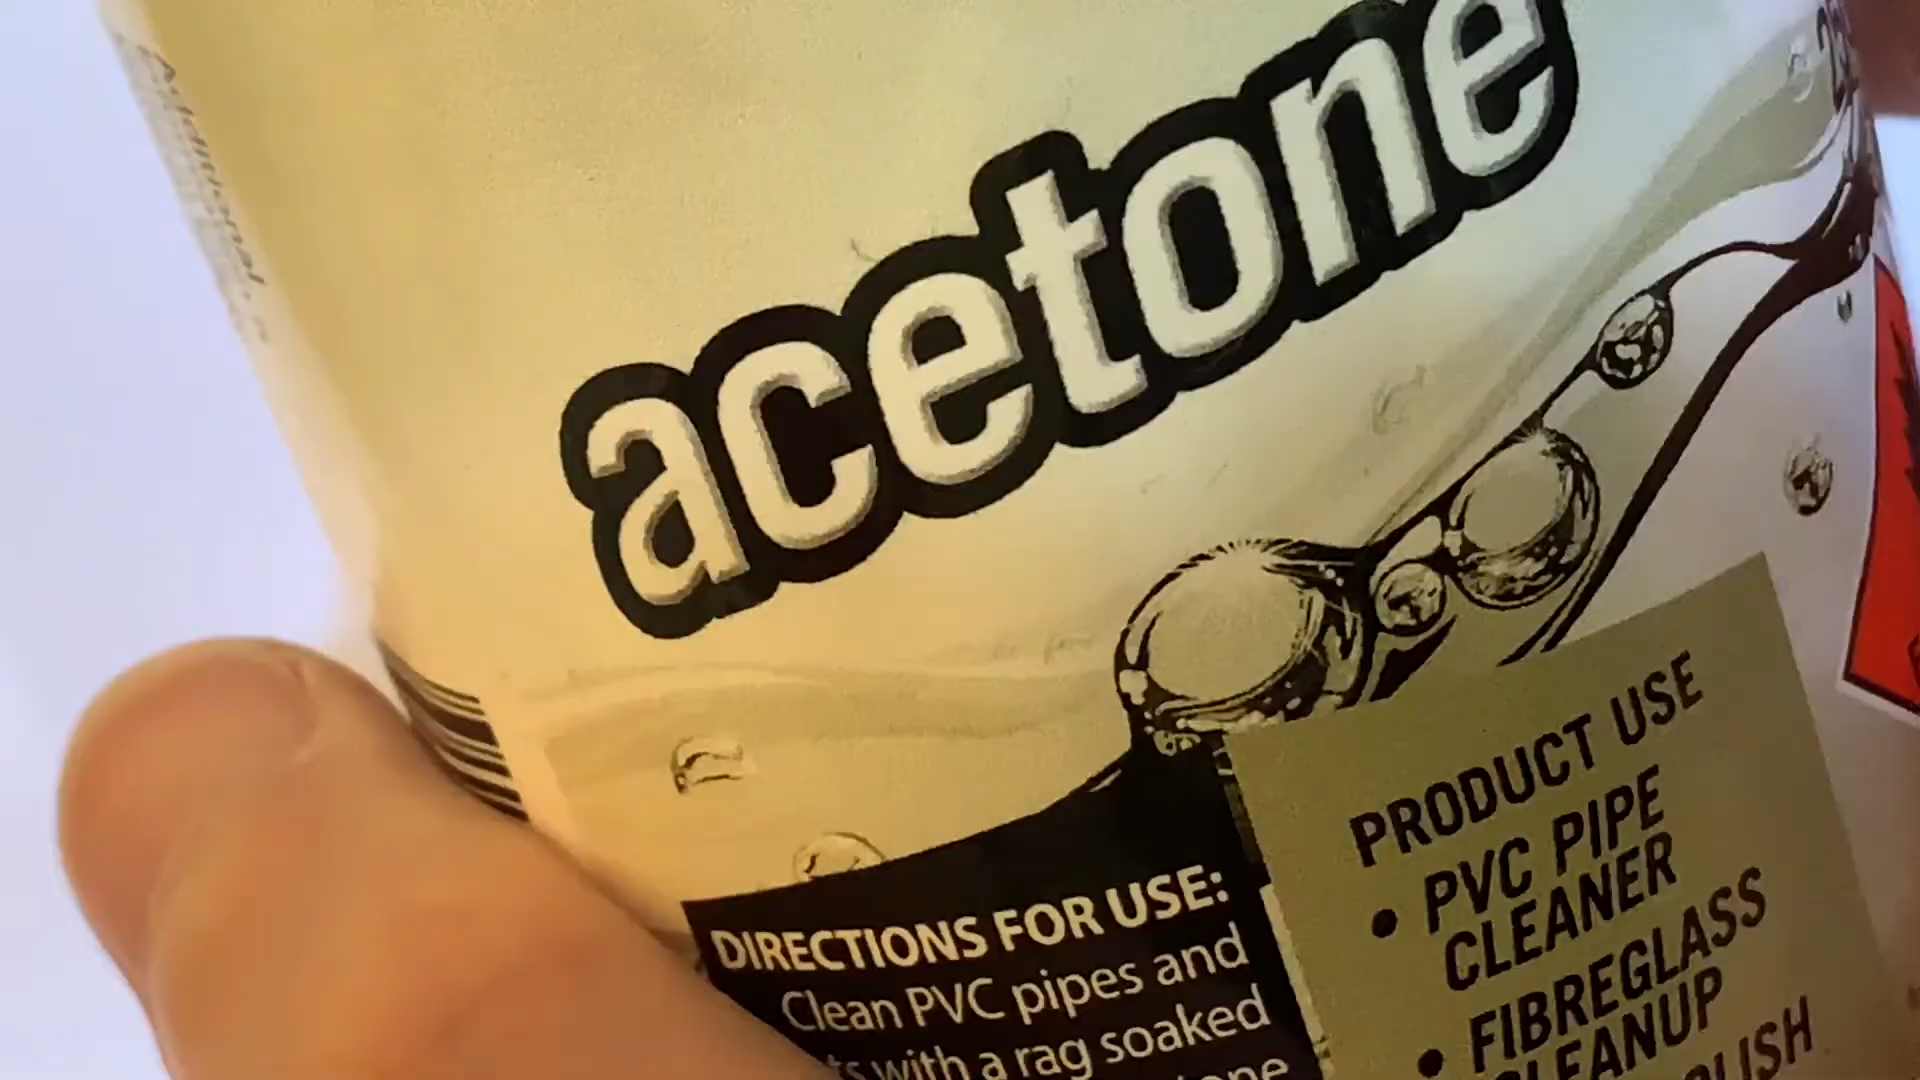 acetone
DIRECTIONS FOR USE:
Clean PVC pipes and
with a rag soaked
PRODUCT USE
• PVC PIPE
CLEANER
• FIBREGLASS
CLEANUP